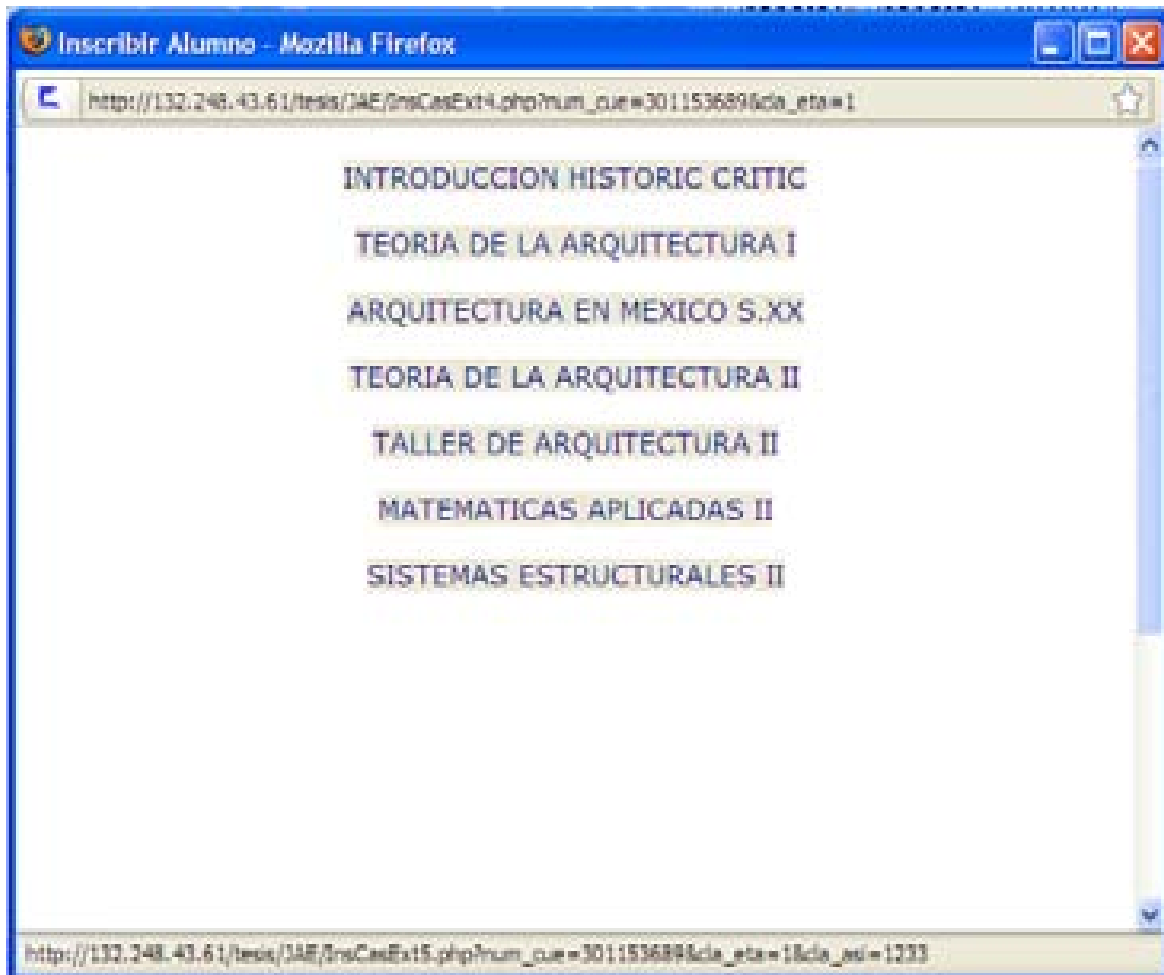 Inscribir Alumno - Mozilla Firefox
http://132.248.43.61/tesis/JAE/InsCasExt4.php?num_cue=301153689&cla_eta=1
INTRODUCCION HISTORIC CRITIC
TEORIA DE LA ARQUITECTURA I
ARQUITECTURA EN MEXICO S.XX
TEORIA DE LA ARQUITECTURA II
TALLER DE ARQUITECTURA II
MATEMATICAS APLICADAS II
SISTEMAS ESTRUCTURALES II
http://132.248.43.61/tesis/JAE/InsCasExt5.php?num_cue=301153689&cla_eta=1&cla_asi=1233